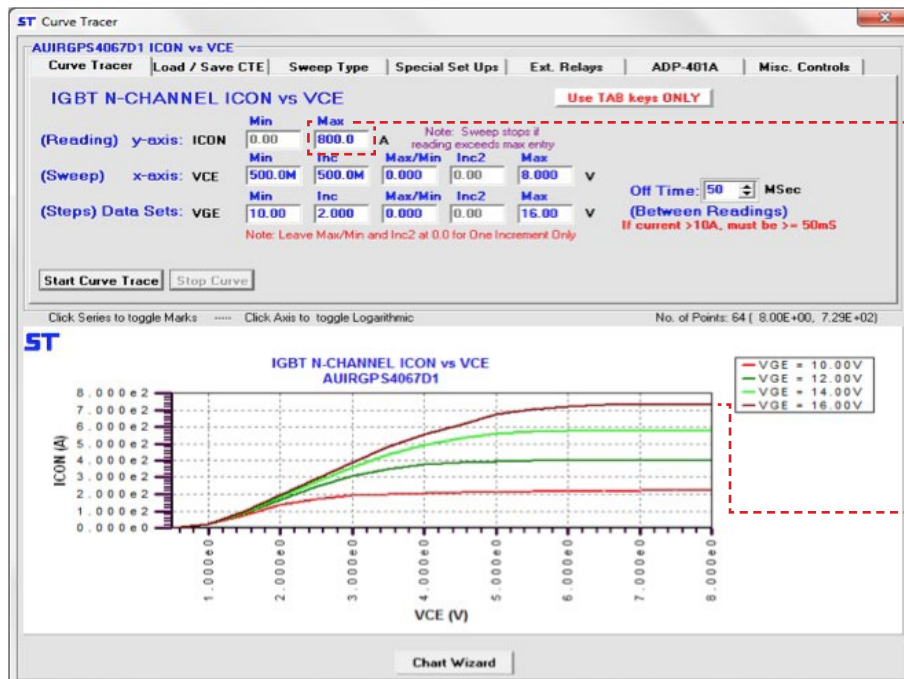 ST Curve Tracer
AUIRGPS4067D1 ICON vs VCE
Curve Tracer Load / Save CTE Sweep Type Special Set Ups Ext. Relays ADP-401A Misc. Controls
IGBT N-CHANNEL ICON vs VCE Use TAB keys ONLY
Min Max
(Reading) y-axis: ICON 0.00 800.0 A Note: Sweep stops if
reading exceeds max entry
Min Inc Max/Min Inc2 Max
(Sweep) x-axis: VCE 500.0M 500.0M 0.000 0.00 8.000 V
Off Time: 50 MSec
Min Inc Max/Min Inc2 Max
(Steps) Data Sets: VGE 10.00 2.000 0.000 0.00 16.00 V
(Between Readings)
If current >10A, must be >= 50mS
Note: Leave Max/Min and Inc2 at 0.0 for One Increment Only
Start Curve Trace Stop Curve
Click Series to toggle Marks ----- Click Axis to toggle Logarithmic No. of Points: 64 ( 8.00E+00, 7.29E+02)
ST
IGBT N-CHANNEL ICON vs VCE
AUIRGPS4067D1
VGE = 10.00V
VGE = 12.00V
VGE = 14.00V
VGE = 16.00V
8.000e2
7.000e2
6.000e2
5.000e2
4.000e2
3.000e2
2.000e2
1.000e2
0.000e0
ICON (A)
1.000e0
2.000e0
3.000e0
4.000e0
5.000e0
6.000e0
7.000e0
8.000e0
VCE (V)
Chart Wizard